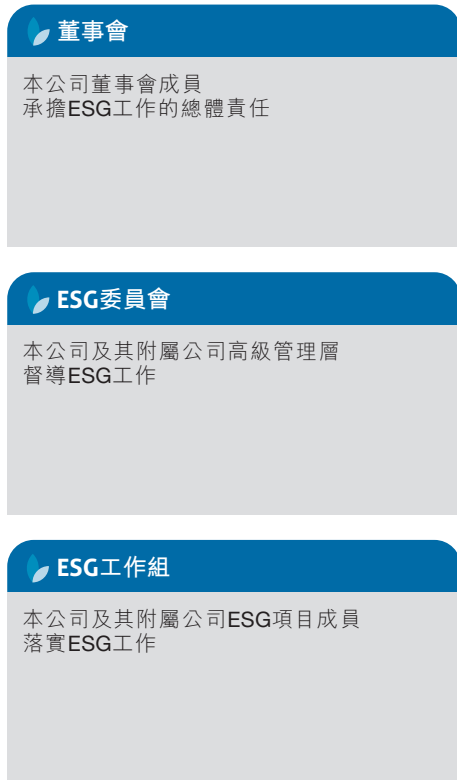 董事會
本公司董事會成員
承擔ESG工作的總體責任
ESG委員會
本公司及其附屬公司高級管理層
督導ESG工作
ESG工作組
本公司及其附屬公司ESG項目成員
落實ESG工作